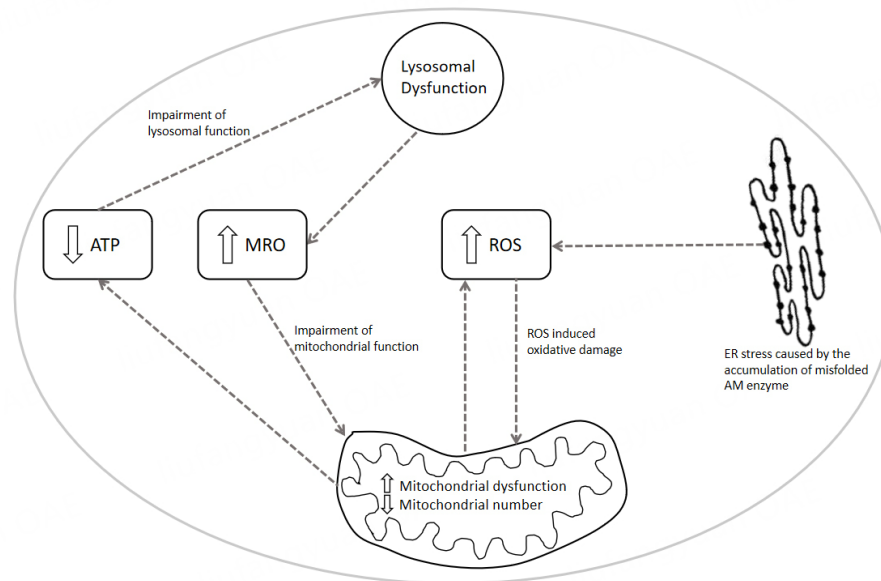 Lysosomal
Dysfunction
Impairment of
lysosomal function
ATP
MRO
ROS
Impairment of
mitochondrial function
ROS induced
oxidative damage
ER stress caused by the
accumulation of misfolded
AM enzyme
Mitochondrial dysfunction
Mitochondrial number